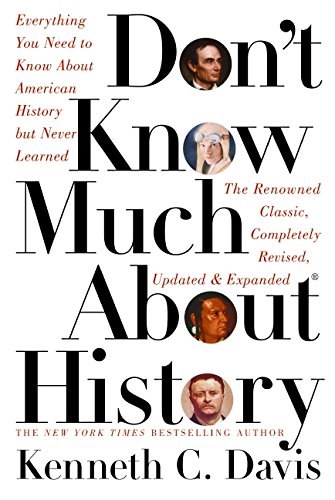 Everything
You Need to
Know About
American
History
but Never
Learned
Don't
Know
Much
About®
History
The Renowned
Classic,
Completely
Revised,
Updated & Expanded
THE NEW YORK TIMES BESTSELLING AUTHOR
Kenneth C. Davis